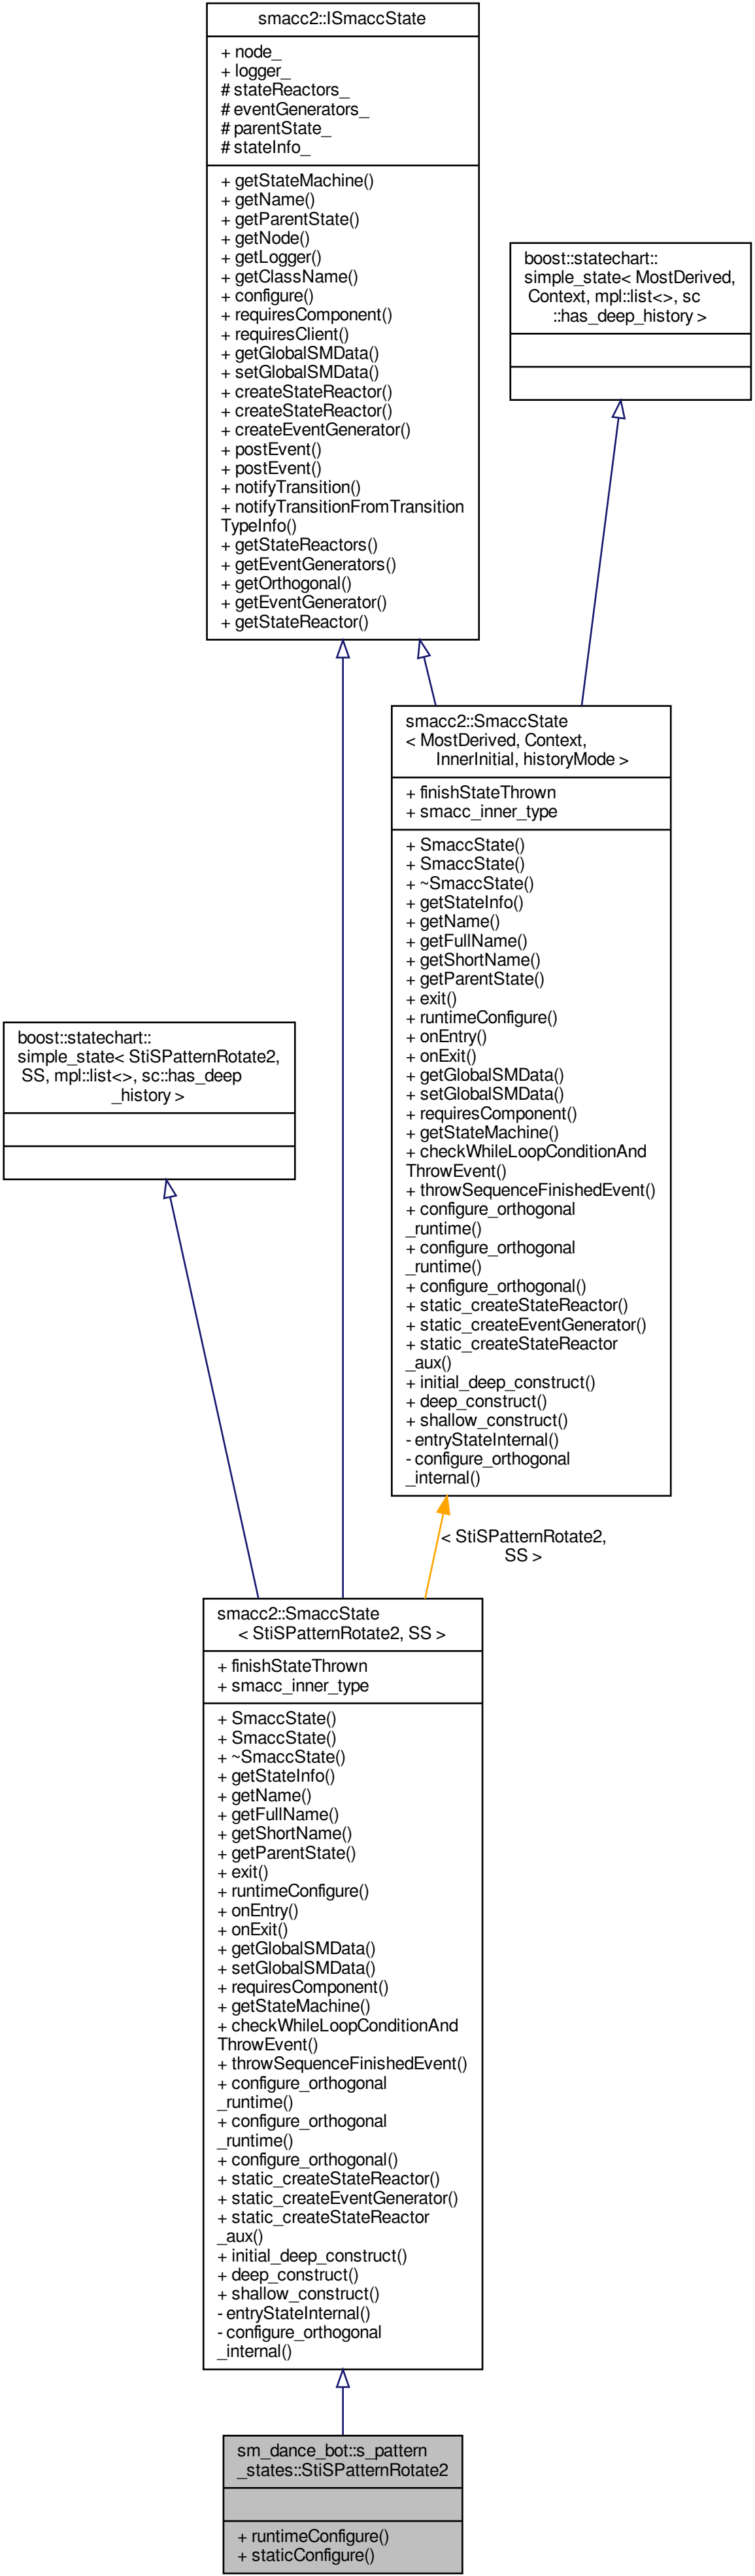 smacc2::ISmaccState
+ node_
+ logger_
# stateReactors_
# eventGenerators_
# parentState_
# stateInfo_
+ getStateMachine()
+ getName()
+ getParentState()
+ getNode()
+ getLogger()
+ getClassName()
+ configure()
+ requiresComponent()
+ requiresClient()
+ getGlobalSMData()
+ setGlobalSMData()
+ createStateReactor()
+ createStateReactor()
+ createEventGenerator()
+ postEvent()
+ postEvent()
+ notifyTransition()
+ notifyTransitionFromTransition
TypeInfo()
+ getStateReactors()
+ getEventGenerators()
+ getOrthogonal()
+ getEventGenerator()
+ getStateReactor()
boost::statechart::
simple_state< MostDerived,
Context, mpl::list<>, sc
::has_deep_history >
smacc2::SmaccState
< MostDerived, Context,
InnerInitial, historyMode >
+ finishStateThrown
+ smacc_inner_type
+ SmaccState()
+ SmaccState()
+ ~SmaccState()
+ getStateInfo()
+ getName()
+ getFullName()
+ getShortName()
+ getParentState()
+ exit()
+ runtimeConfigure()
+ onEntry()
+ onExit()
+ getGlobalSMData()
+ setGlobalSMData()
+ requiresComponent()
+ getStateMachine()
+ checkWhileLoopConditionAnd
ThrowEvent()
+ throwSequenceFinishedEvent()
+ configure_orthogonal
_runtime()
+ configure_orthogonal
_runtime()
+ configure_orthogonal()
+ static_createStateReactor()
+ static_createEventGenerator()
+ static_createStateReactor
_aux()
+ initial_deep_construct()
+ deep_construct()
+ shallow_construct()
- entryStateInternal()
- configure_orthogonal
_internal()
boost::statechart::
simple_state< StiSPatternRotate2,
SS, mpl::list<>, sc::has_deep
_history >
< StiSPatternRotate2,
SS >
smacc2::SmaccState
< StiSPatternRotate2, SS >
+ finishStateThrown
+ smacc_inner_type
+ SmaccState()
+ SmaccState()
+ ~SmaccState()
+ getStateInfo()
+ getName()
+ getFullName()
+ getShortName()
+ getParentState()
+ exit()
+ runtimeConfigure()
+ onEntry()
+ onExit()
+ getGlobalSMData()
+ setGlobalSMData()
+ requiresComponent()
+ getStateMachine()
+ checkWhileLoopConditionAnd
ThrowEvent()
+ throwSequenceFinishedEvent()
+ configure_orthogonal
_runtime()
+ configure_orthogonal
_runtime()
+ configure_orthogonal()
+ static_createStateReactor()
+ static_createEventGenerator()
+ static_createStateReactor
_aux()
+ initial_deep_construct()
+ deep_construct()
+ shallow_construct()
- entryStateInternal()
- configure_orthogonal
_internal()
sm_dance_bot::s_pattern
_states::StiSPatternRotate2
+ runtimeConfigure()
+ staticConfigure()